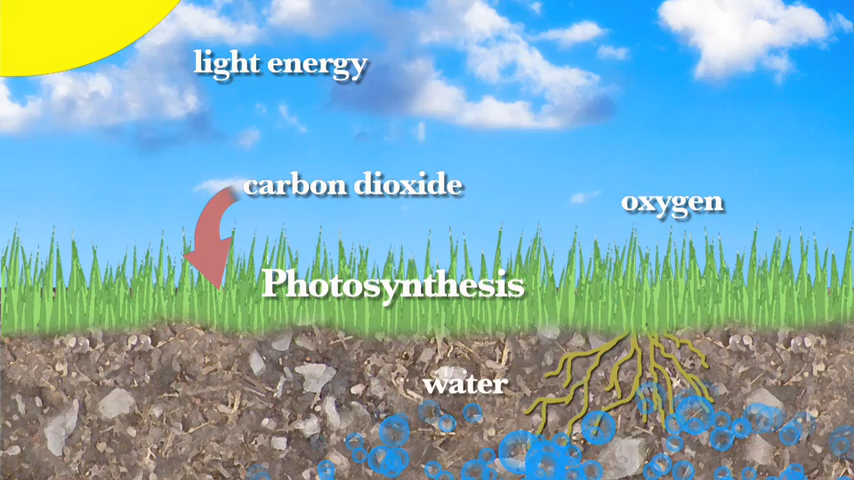 light energy
carbon dioxide
oxygen
Photosynthesis
water